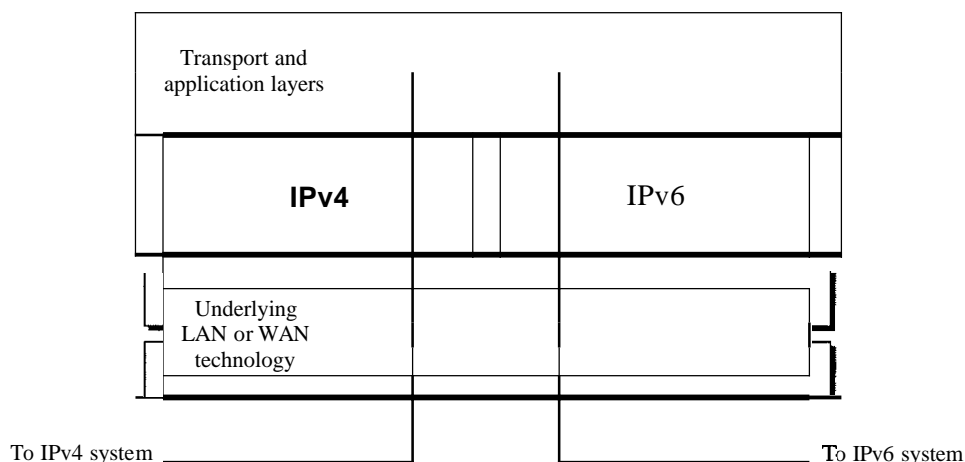 Transport and
application layers
IPv4
IPv6
Underlying
LAN or WAN
technology
To IPv4 system
To IPv6 system